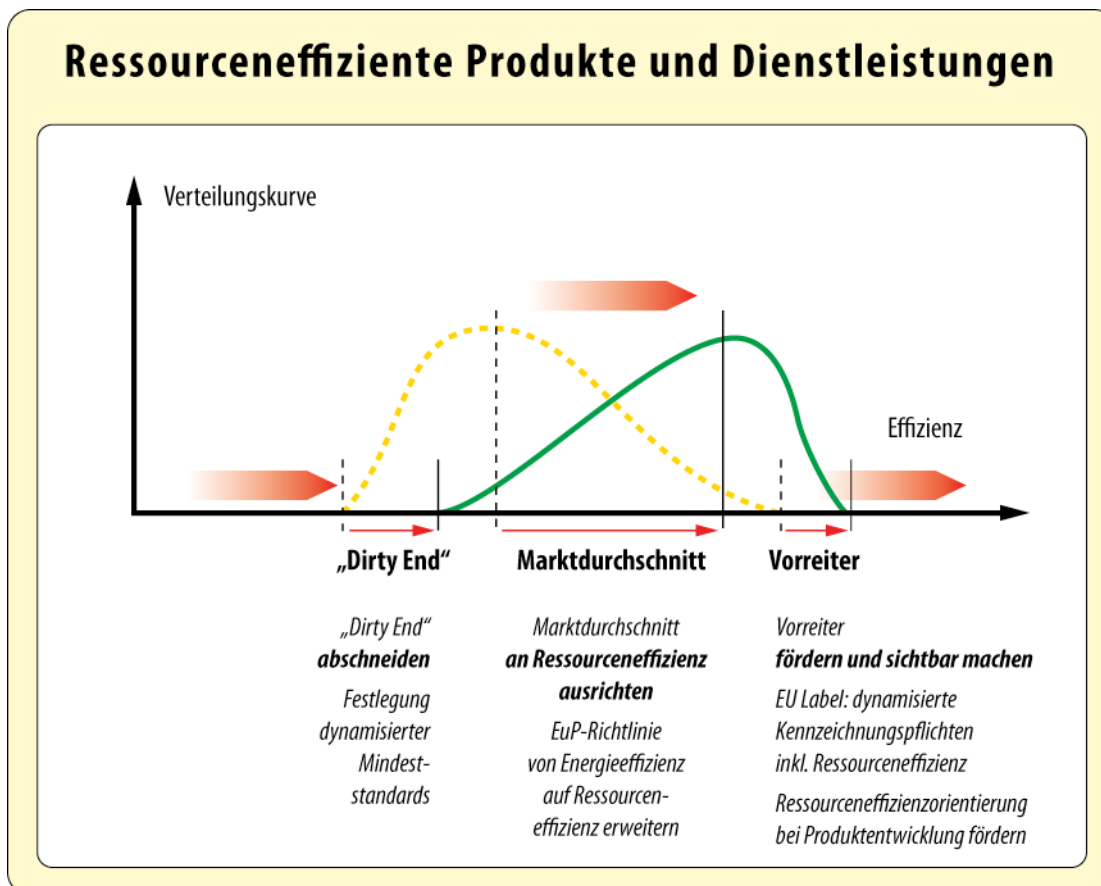 Ressourceneffiziente Produkte und Dienstleistungen
Verteilungskurve
Effizienz
„Dirty End“
Marktdurchschnitt
Vorreiter
„Dirty End“
abschneiden
Festlegung
dynamisierter
Mindest-
standards
Marktdurchschnitt
an Ressourceneffizienz
ausrichten
EuP-Richtlinie
von Energieeffizienz
auf Ressourcen-
effizienz erweitern
Vorreiter
fördern und sichtbar machen
EU Label: dynamisierte
Kennzeichnungspflichten
inkl. Ressourceneffizienz
Ressourceneffizienzorientierung
bei Produktentwicklung fördern